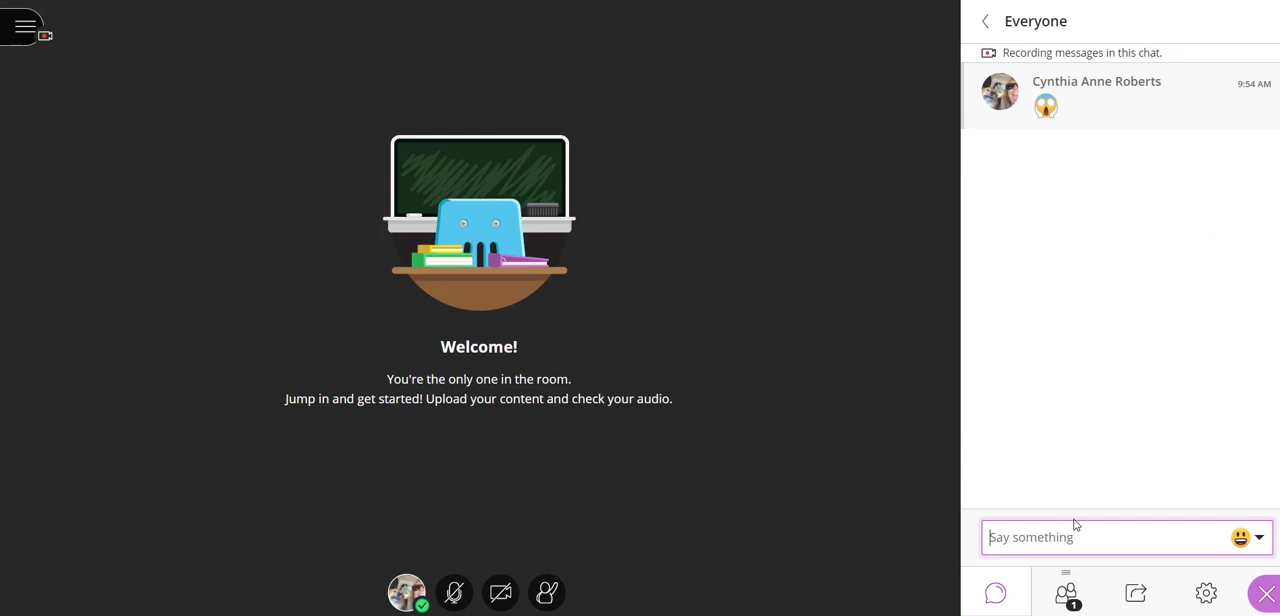 Everyone
Recording messages in this chat.
Cynthia Anne Roberts
9:54 AM
Welcome!
You're the only one in the room.
Jump in and get started! Upload your content and check your audio.
Say something
1